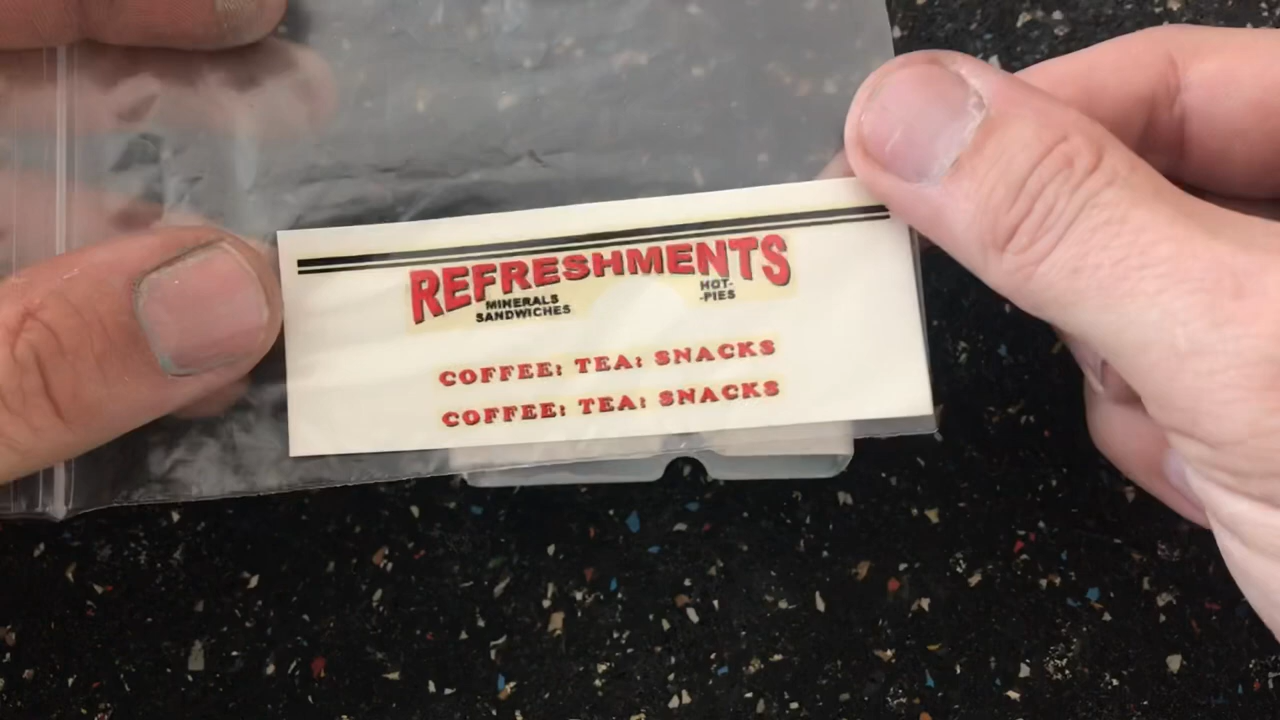 REFRESHMENTS
MINERALS
SANDWICHES
HOT-
-PIES
COFFEE: TEA: SNACKS
COFFEE: TEA: SNACKS